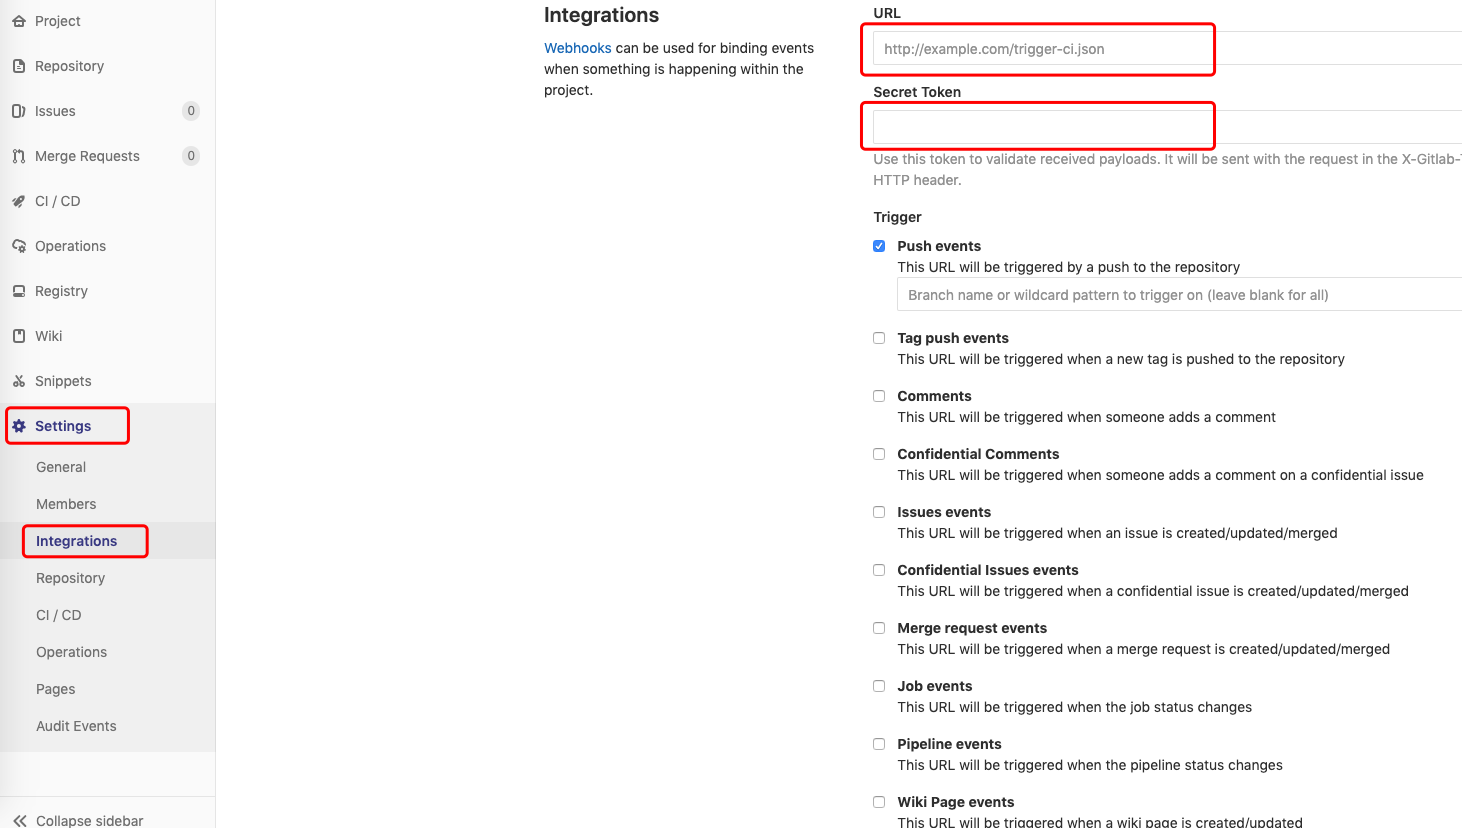 Project
Repository
Issues 0
Merge Requests 0
CI / CD
Operations
Registry
Wiki
Snippets
Settings
General
Members
Integrations
Repository
CI / CD
Operations
Pages
Audit Events
Collapse sidebar
Integrations
Webhooks can be used for binding events
when something is happening within the
project.
URL
http://example.com/trigger-ci.json
Secret Token
Use this token to validate received payloads. It will be sent with the request in the X-Gitlab-
HTTP header.
Trigger
Push events
This URL will be triggered by a push to the repository
Branch name or wildcard pattern to trigger on (leave blank for all)
Tag push events
This URL will be triggered when a new tag is pushed to the repository
Comments
This URL will be triggered when someone adds a comment
Confidential Comments
This URL will be triggered when someone adds a comment on a confidential issue
Issues events
This URL will be triggered when an issue is created/updated/merged
Confidential Issues events
This URL will be triggered when a confidential issue is created/updated/merged
Merge request events
This URL will be triggered when a merge request is created/updated/merged
Job events
This URL will be triggered when the job status changes
Pipeline events
This URL will be triggered when the pipeline status changes
Wiki Page events
This URL will be triggered when a wiki page is created/updated